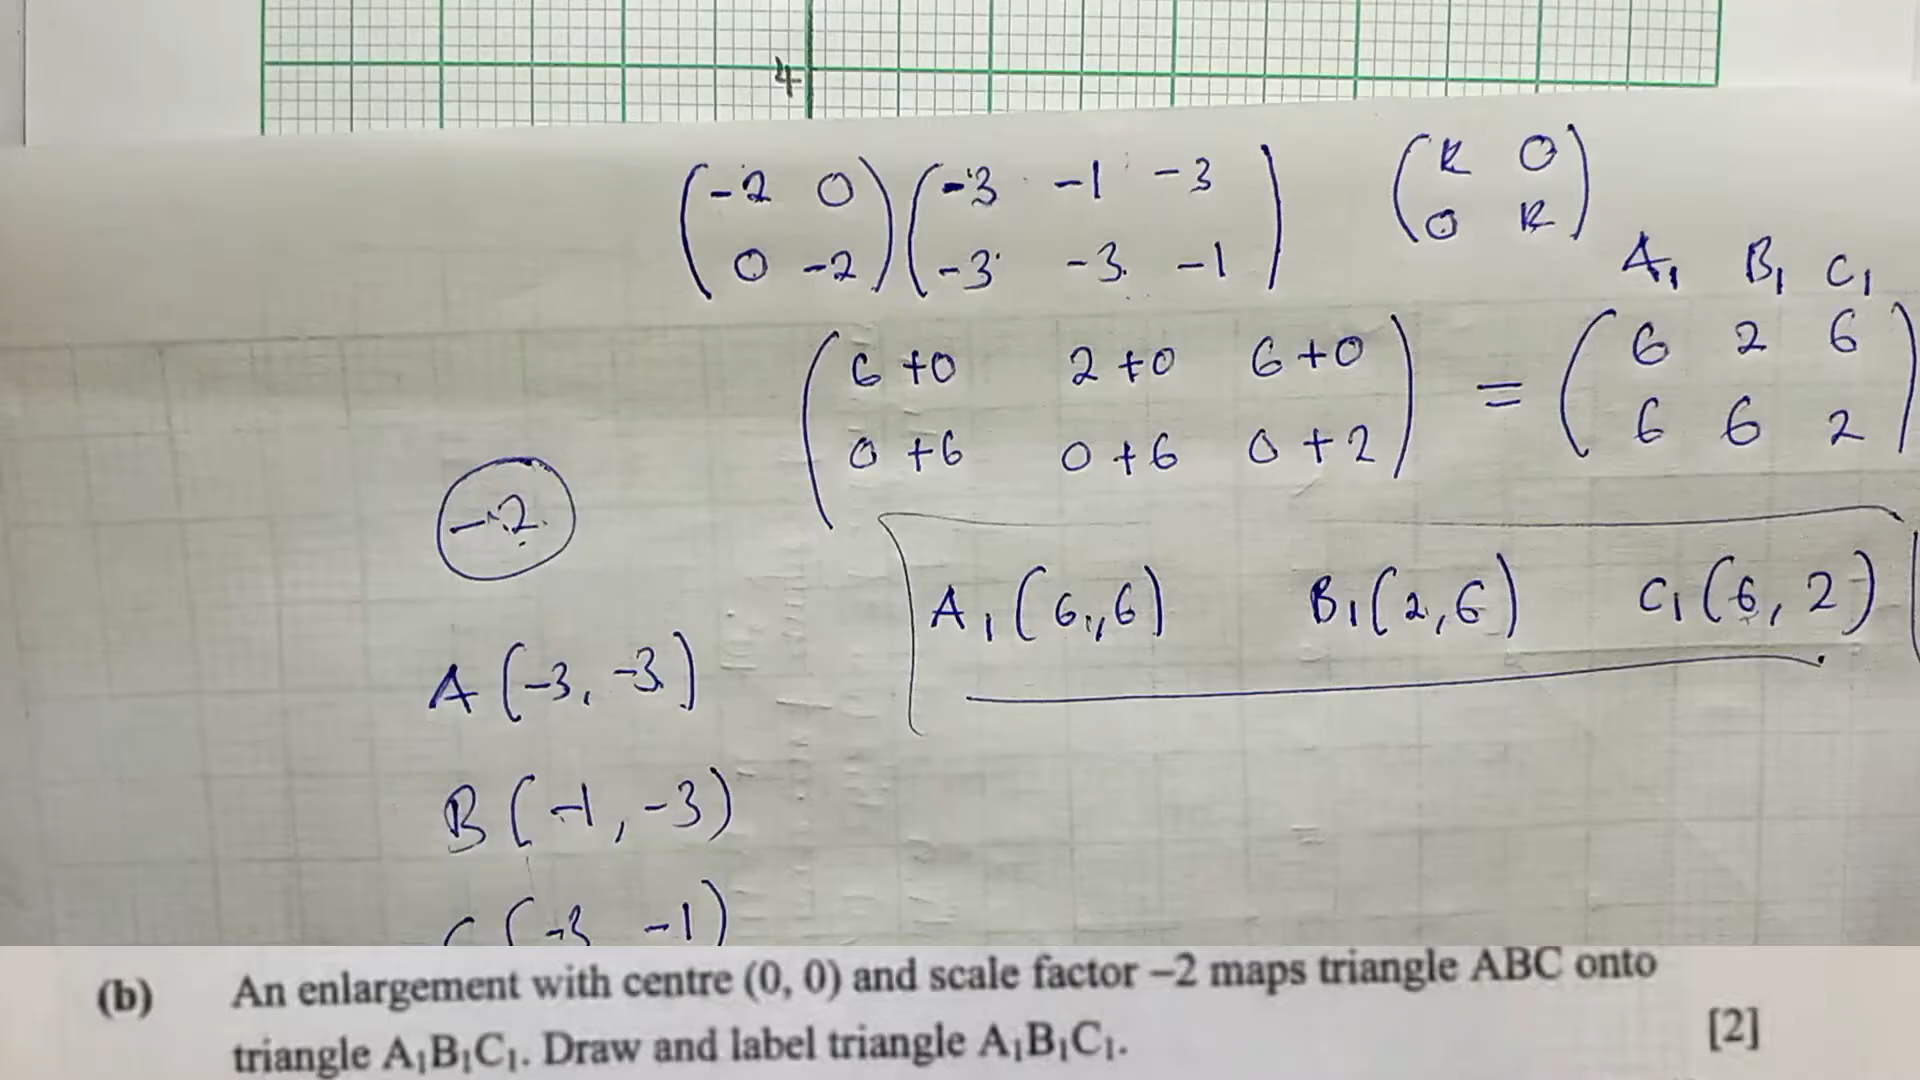 4
(-2 0) (-3 -1 -3) (k 0)
(0 -2) (-3 -3 -1) (0 k)
A₁ B₁ C₁
(6+0 2+0 6+0) = (6 2 6)
(0+6 0+6 0+2) (6 6 2)
-2
A₁(6,6) B₁(2,6) C₁(6,2)
A(-3,-3)
B(-1,-3)
C(-3 -1)
(b) An enlargement with centre (0, 0) and scale factor –2 maps triangle ABC onto
triangle A₁B₁C₁. Draw and label triangle A₁B₁C₁. [2]